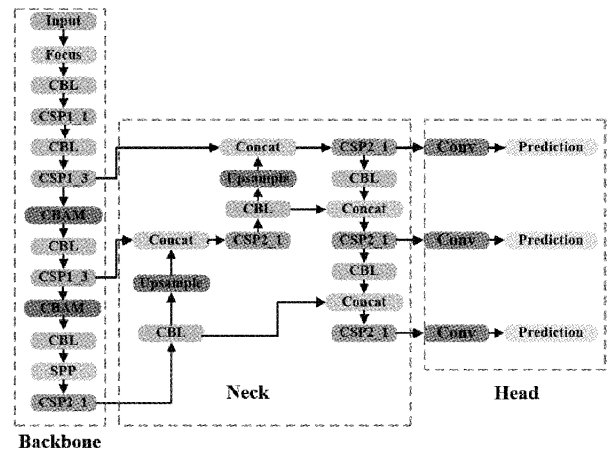 Input
Focus
CBL
CSP1_1
CBL
CSP1_3
CBAM
CBL
CSP1_3
CBAM
CBL
SPP
CSP2_1
Backbone
Concat
Upsample
CBL
Concat
Upsample
CBL
CSP2_1
CSP2_1
CBL
Concat
CSP2_1
CBL
Concat
CSP2_1
Neck
Conv
Prediction
Conv
Prediction
Conv
Prediction
Head